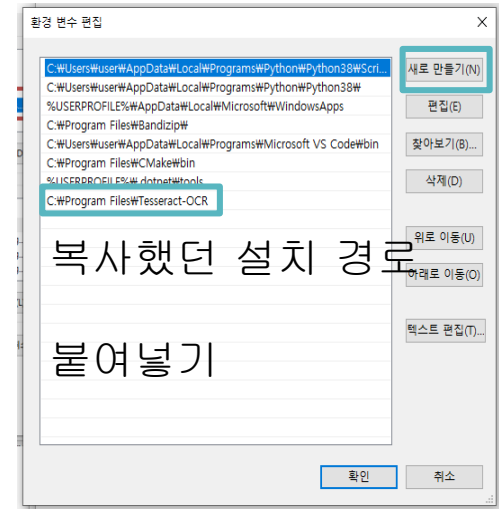 환경 변수 편집
C:₩Users₩user₩AppData₩Local₩Programs₩Python₩Python38₩Scri...
C:₩Users₩user₩AppData₩Local₩Programs₩Python₩Python38₩
%USERPROFILE%₩AppData₩Local₩Microsoft₩WindowsApps
C:₩Program Files₩Bandizip₩
C:₩Users₩user₩AppData₩Local₩Programs₩Microsoft VS Code₩bin
C:₩Program Files₩CMake₩bin
%USERPROFILE%₩.dotnet₩tools
C:₩Program Files₩Tesseract-OCR
복사했던 설치 경로
붙여넣기
새로 만들기(N)
편집(E)
찾아보기(B)...
삭제(D)
위로 이동(U)
아래로 이동(O)
텍스트 편집(T)...
확인
취소